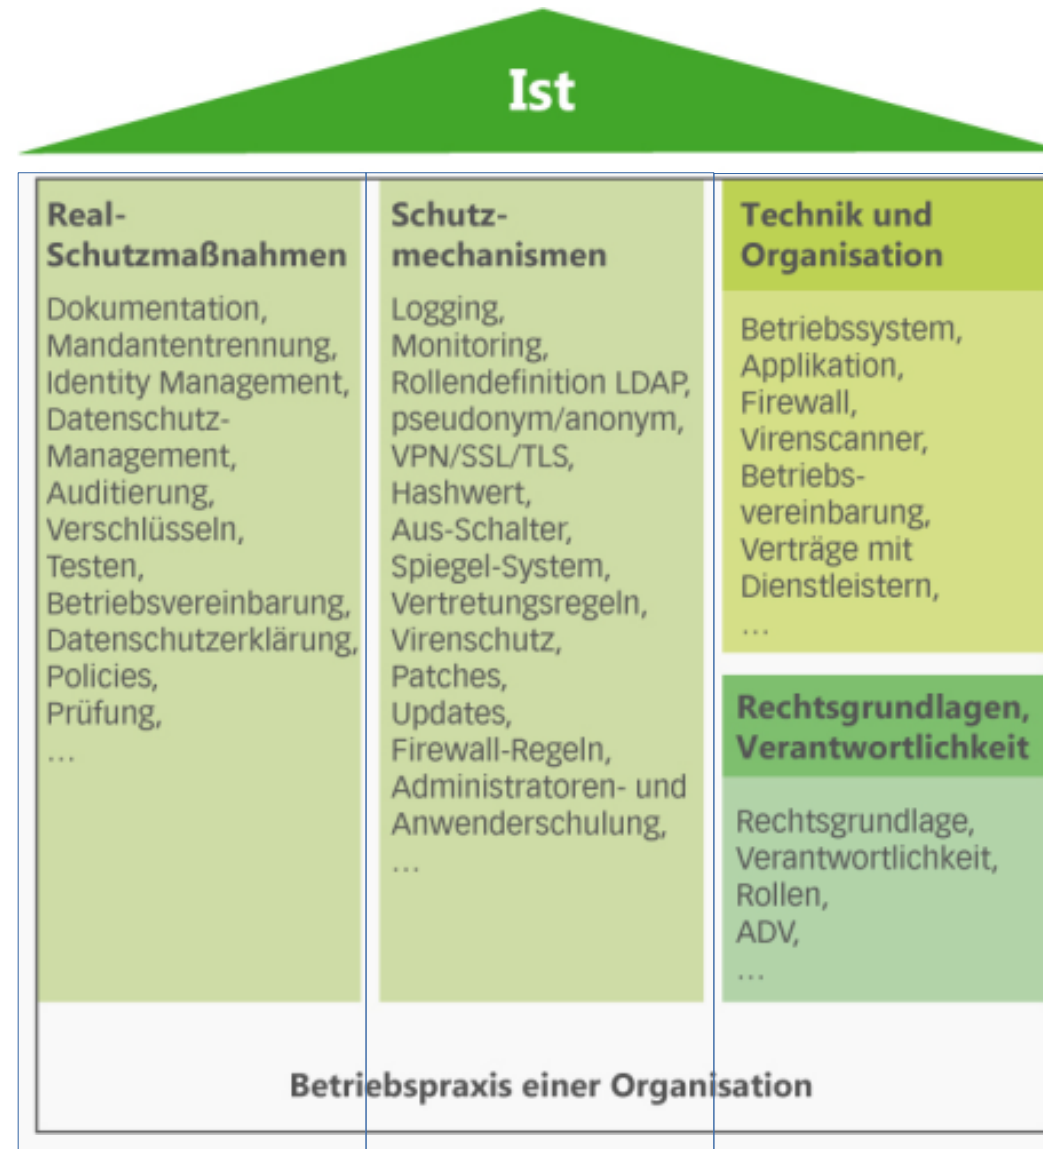 Ist
Real-
Schutzmaßnahmen
Dokumentation,
Mandantentrennung,
Identity Management,
Datenschutz-
Management,
Auditierung,
Verschlüsseln,
Testen,
Betriebsvereinbarung,
Datenschutzerklärung,
Policies,
Prüfung,
...
Schutz-
mechanismen
Logging,
Monitoring,
Rollendefinition LDAP,
pseudonym/anonym,
VPN/SSL/TLS,
Hashwert,
Aus-Schalter,
Spiegel-System,
Vertretungsregeln,
Virenschutz,
Patches,
Updates,
Firewall-Regeln,
Administratoren- und
Anwenderschulung,
...
Technik und
Organisation
Betriebssystem,
Applikation,
Firewall,
Virenscanner,
Betriebs-
vereinbarung,
Verträge mit
Dienstleistern,
...
Rechtsgrundlagen,
Verantwortlichkeit
Rechtsgrundlage,
Verantwortlichkeit,
Rollen,
ADV,
...
Betriebspraxis einer Organisation